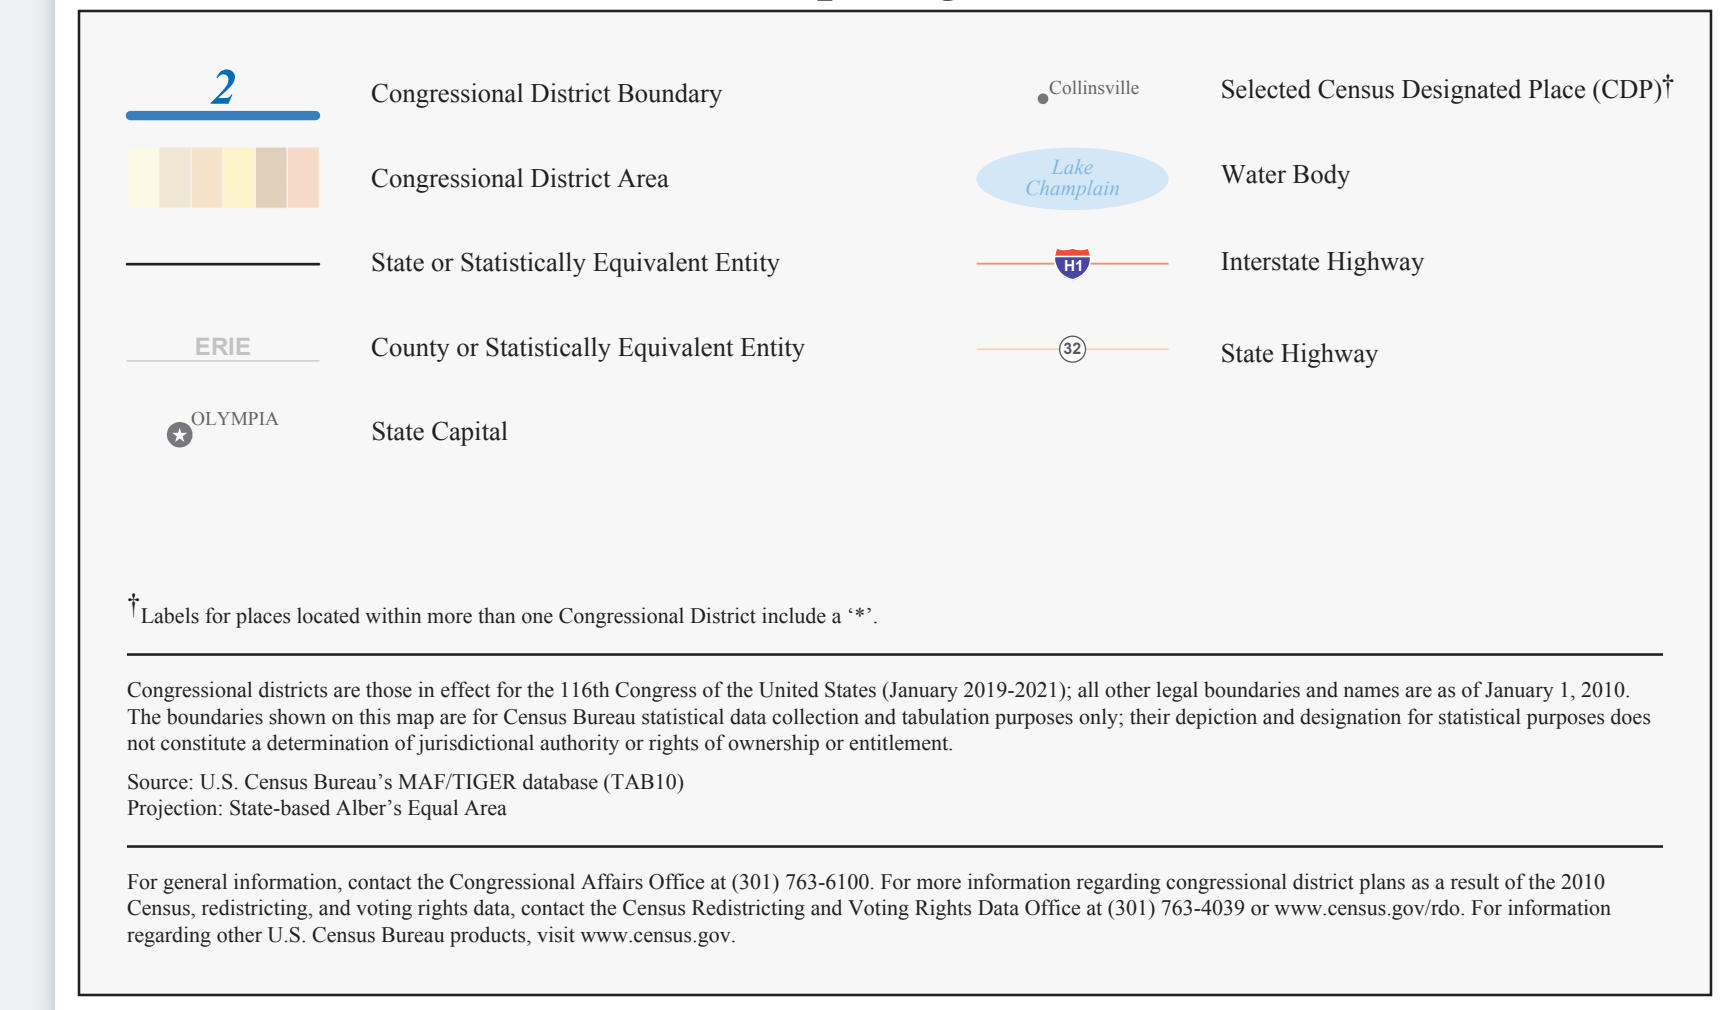 2
Congressional District Boundary
Congressional District Area
State or Statistically Equivalent Entity
ERIE
County or Statistically Equivalent Entity
OLYMPIA
State Capital
Collinsville
Selected Census Designated Place (CDP)†
Lake
Champlain
Water Body
H1
Interstate Highway
32
State Highway
†Labels for places located within more than one Congressional District include a ‘*’.
Congressional districts are those in effect for the 116th Congress of the United States (January 2019-2021); all other legal boundaries and names are as of January 1, 2010.
The boundaries shown on this map are for Census Bureau statistical data collection and tabulation purposes only; their depiction and designation for statistical purposes does
not constitute a determination of jurisdictional authority or rights of ownership or entitlement.
Source: U.S. Census Bureau’s MAF/TIGER database (TAB10)
Projection: State-based Alber’s Equal Area
For general information, contact the Congressional Affairs Office at (301) 763-6100. For more information regarding congressional district plans as a result of the 2010
Census, redistricting, and voting rights data, contact the Census Redistricting and Voting Rights Data Office at (301) 763-4039 or www.census.gov/rdo. For information
regarding other U.S. Census Bureau products, visit www.census.gov.